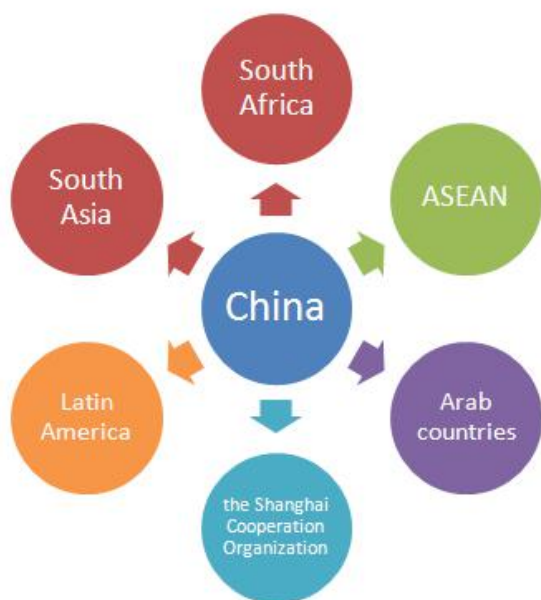 South
Africa
South
Asia
ASEAN
China
Latin
America
Arab
countries
the Shanghai
Cooperation
Organization